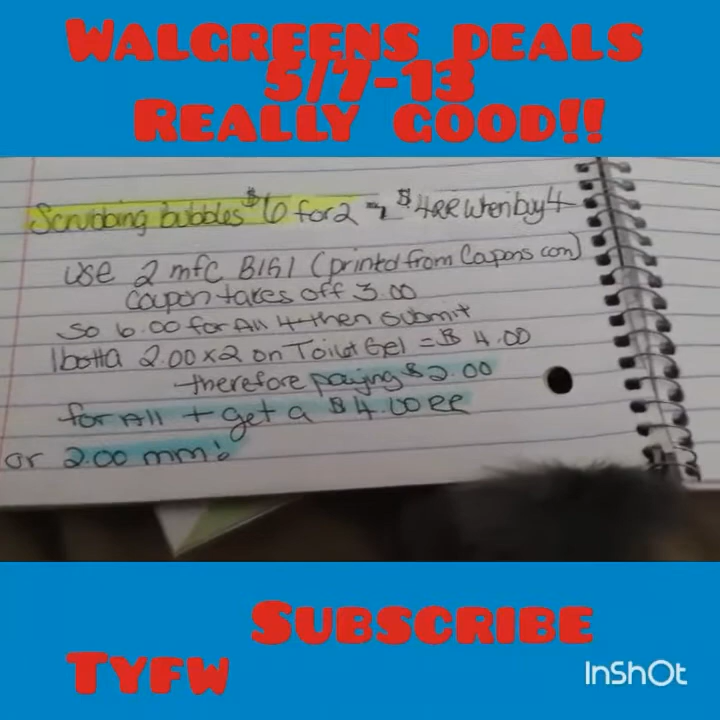 WALGREENS DEALS
5/7-13
REALLY GOOD!!
Scrubbing bubbles $6 for 2 → $4RR when buy 4
use 2 mfc B1G1 (printed from Coupons com)
coupon takes off 3.00
so 6.00 for All 4 then submit
Ibotta 2.00 x 2 on Toilet Gel = $ 4.00
therefore paying $2.00
for All + get a $4.00 RR
or 2.00 mm!
SUBSCRIBE
TYFW
InShOt